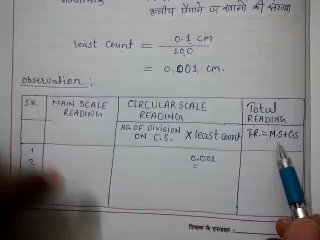 वृत्तीय पैमाने पर खानों की संख्या
least count = 0.1 cm
100
= 0.001 cm.
observation:
S.N. MAIN SCALE READING CIRCULAR SCALE READING Total READING
NO. OF DIVISION ON C.S. × least count T.R. = M.S + C.S
1
2 0.001
शिक्षक के हस्ताक्षर